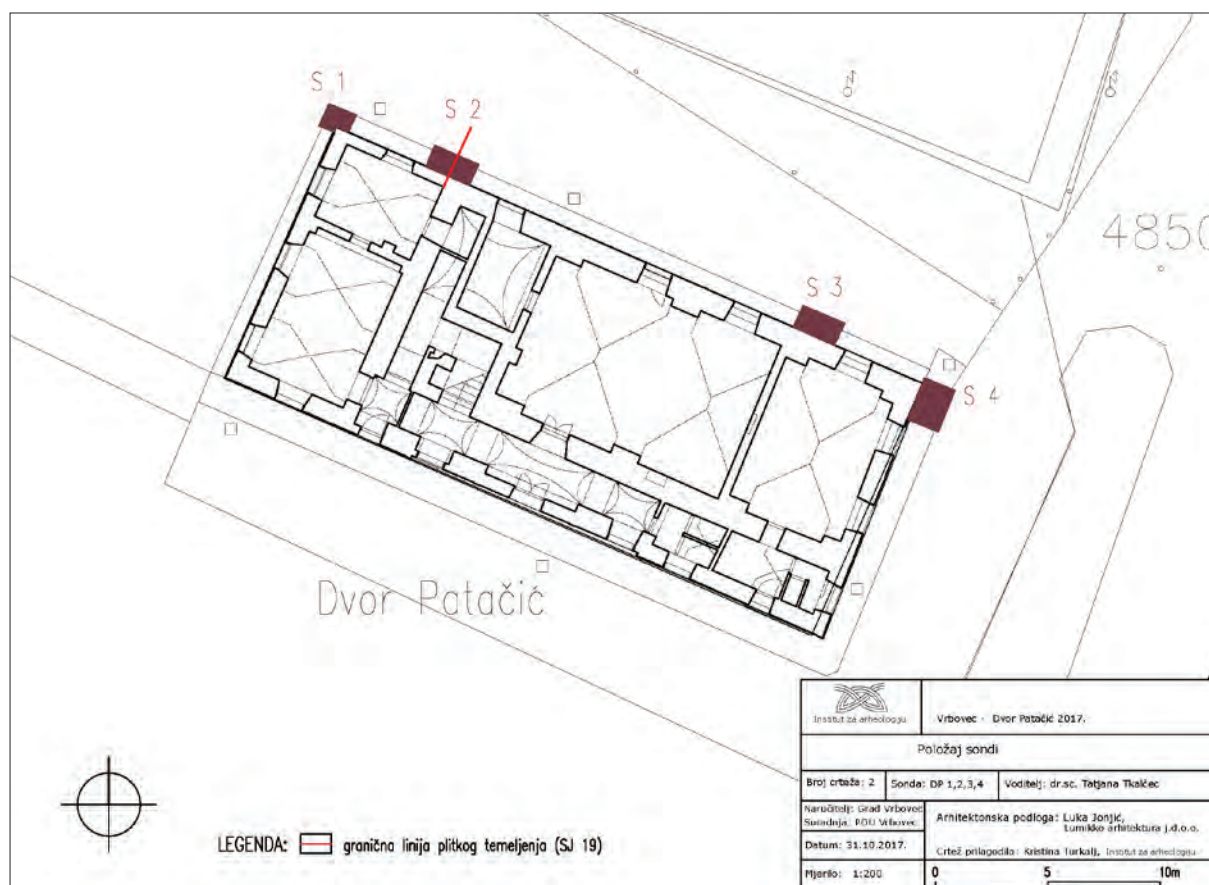 S 1
S 2
4850
S 3
S 4
Dvor Patačić
Institut za arheologiju
Vrbovec - Dvor Patačić 2017.
Položaj sondi
Broj crteža: 2
Sonda: DP 1,2,3,4
Voditelj: dr.sc. Tatjana Tkalčec
Naručitelj: Grad Vrbovec
Suradnja: POU Vrbovec
Arhitektonska podloga: Luka Jonjić,
Lumikko arhitektura j.d.o.o.
Datum: 31.10.2017.
Crtež prilagodila: Kristina Turkalj, Institut za arheologiju
Mjerilo: 1:200
0 5 10m
LEGENDA: granična linija plitkog temeljenja (SJ 19)